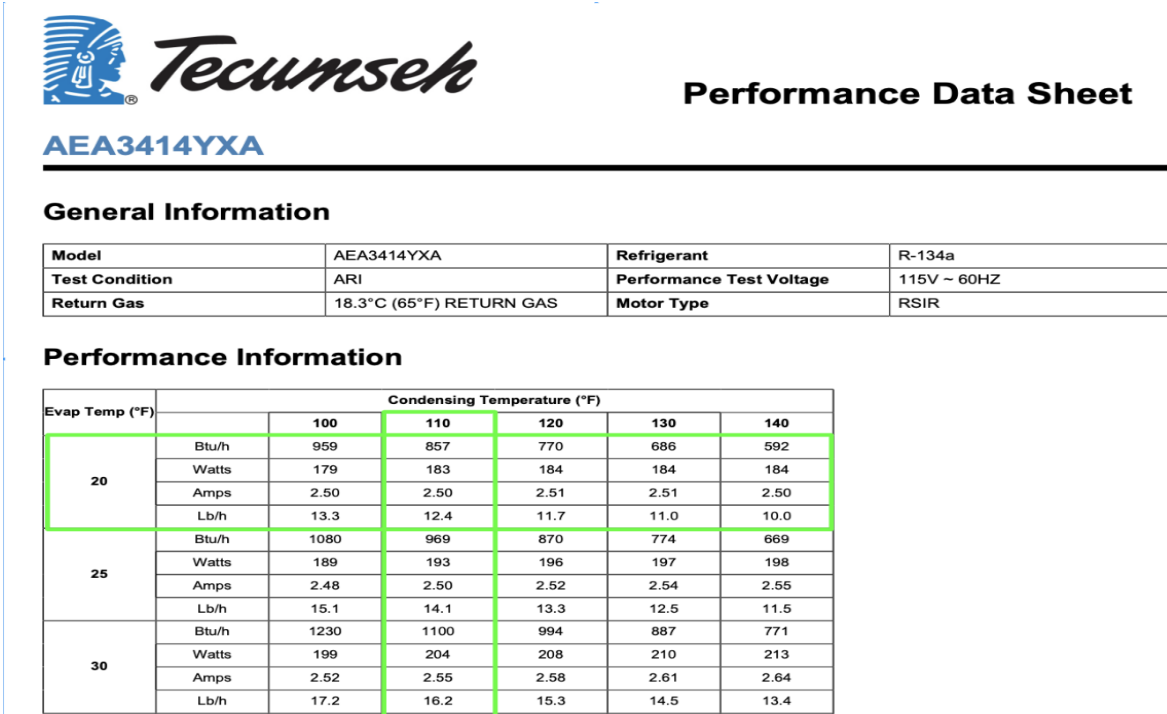 Tecumseh
®
Performance Data Sheet
AEA3414YXA
General Information
Model AEA3414YXA Refrigerant R-134a
Test Condition ARI Performance Test Voltage 115V ~ 60HZ
Return Gas 18.3°C (65°F) RETURN GAS Motor Type RSIR
Performance Information
Evap Temp (°F) Condensing Temperature (°F)
100 110 120 130 140
20
Btu/h 959 857 770 686 592
Watts 179 183 184 184 184
Amps 2.50 2.50 2.51 2.51 2.50
Lb/h 13.3 12.4 11.7 11.0 10.0
25
Btu/h 1080 969 870 774 669
Watts 189 193 196 197 198
Amps 2.48 2.50 2.52 2.54 2.55
Lb/h 15.1 14.1 13.3 12.5 11.5
30
Btu/h 1230 1100 994 887 771
Watts 199 204 208 210 213
Amps 2.52 2.55 2.58 2.61 2.64
Lb/h 17.2 16.2 15.3 14.5 13.4